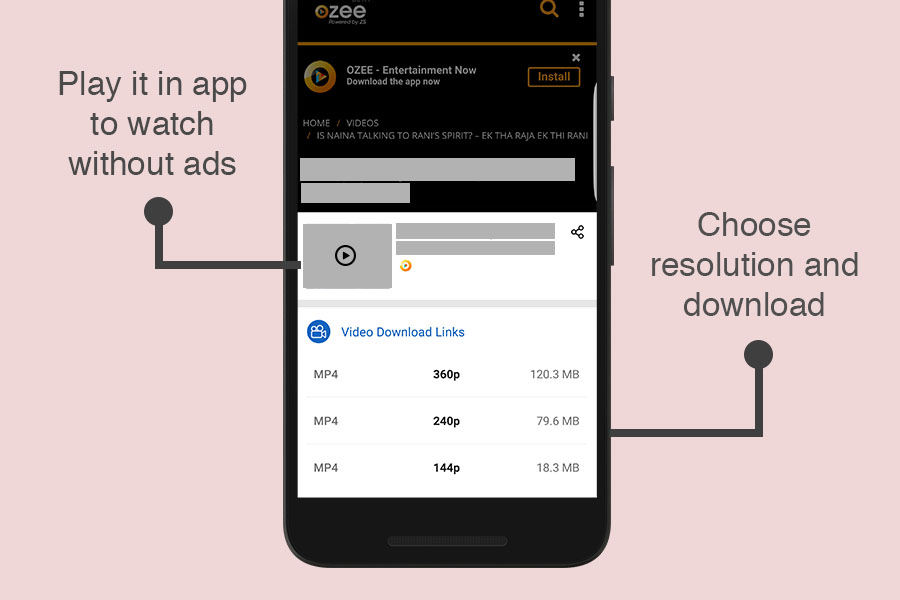 ozee
Powered by Z5
OZEE - Entertainment Now
Download the app now
Install
HOME / VIDEOS
/ IS NAINA TALKING TO RANI'S SPIRIT? – EK THA RAJA EK THI RANI
Play it in app
to watch
without ads
Video Download Links
MP4 360p 120.3 MB
MP4 240p 79.6 MB
MP4 144p 18.3 MB
Choose
resolution and
download